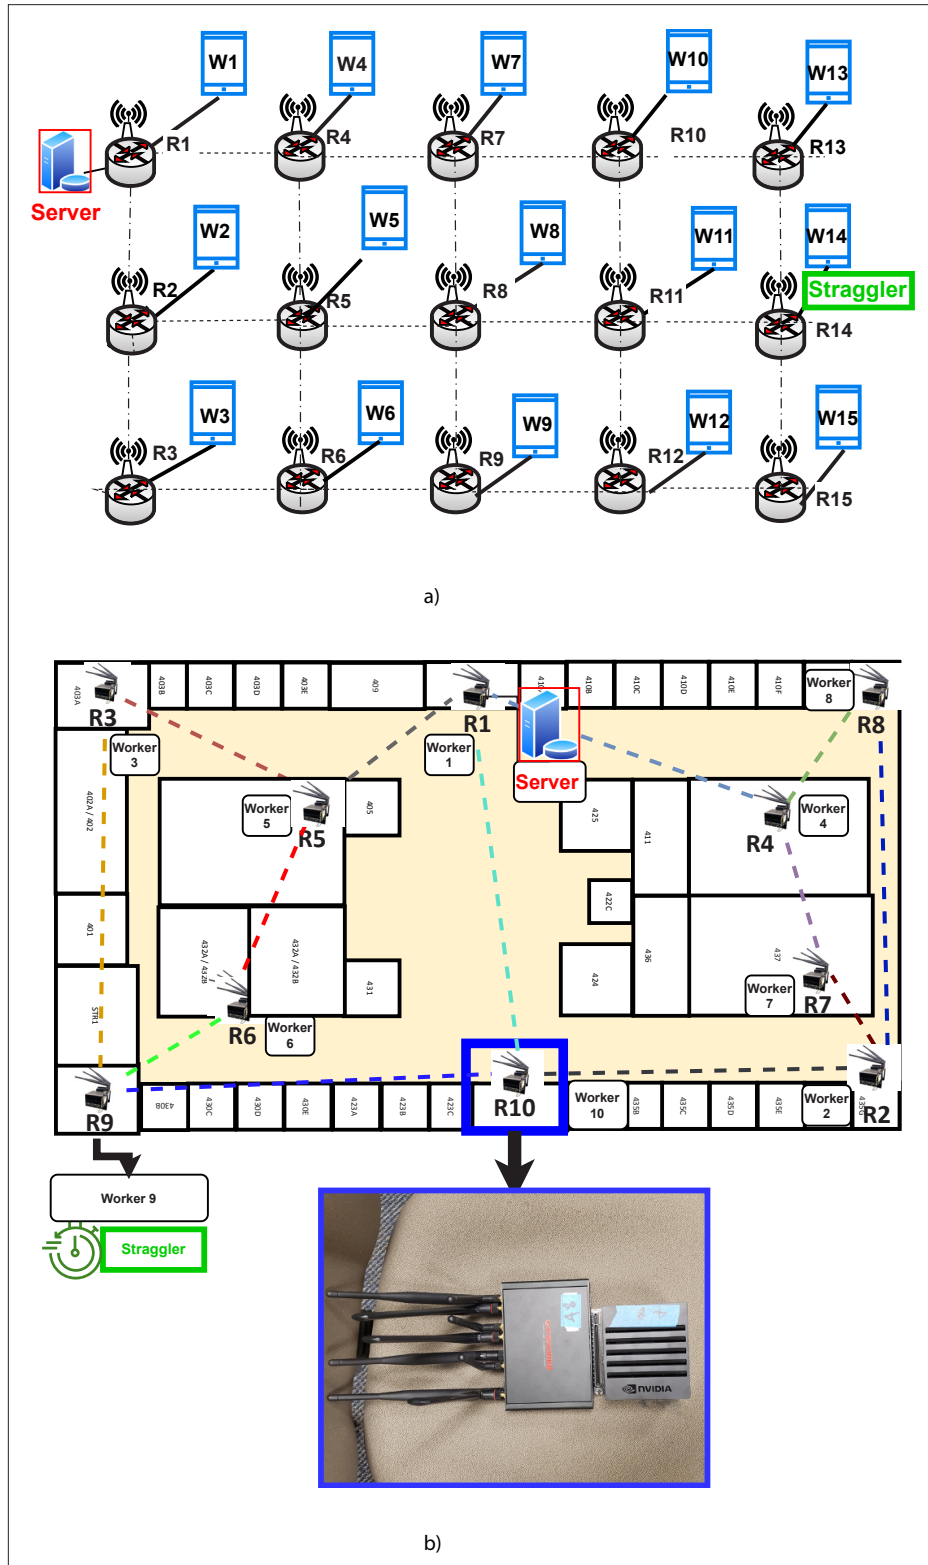 W1
W4
W7
W10
W13
R1
R4
R7
R10
R13
Server
W2
W5
W8
W11
W14
Straggler
R2
R5
R8
R11
R14
W3
W6
W9
W12
W15
R3
R6
R9
R12
R15
a)
403A
403B
403C
403D
403E
409
410B
410C
410D
410E
410F
Worker
8
R3
R1
R8
Worker
3
Worker
1
Server
402A / 402
Worker
5
R5
405
425
411
R4
Worker
4
401
422C
432A / 432B
432A / 432B
431
424
436
437
STR1
R6
Worker
6
Worker
7
R7
R9
430B
430C
430D
430E
423A
423B
423C
R10
Worker
10
435B
435C
435D
435E
Worker
2
435G
R2
Worker 9
Straggler
A8
NVIDIA
b)